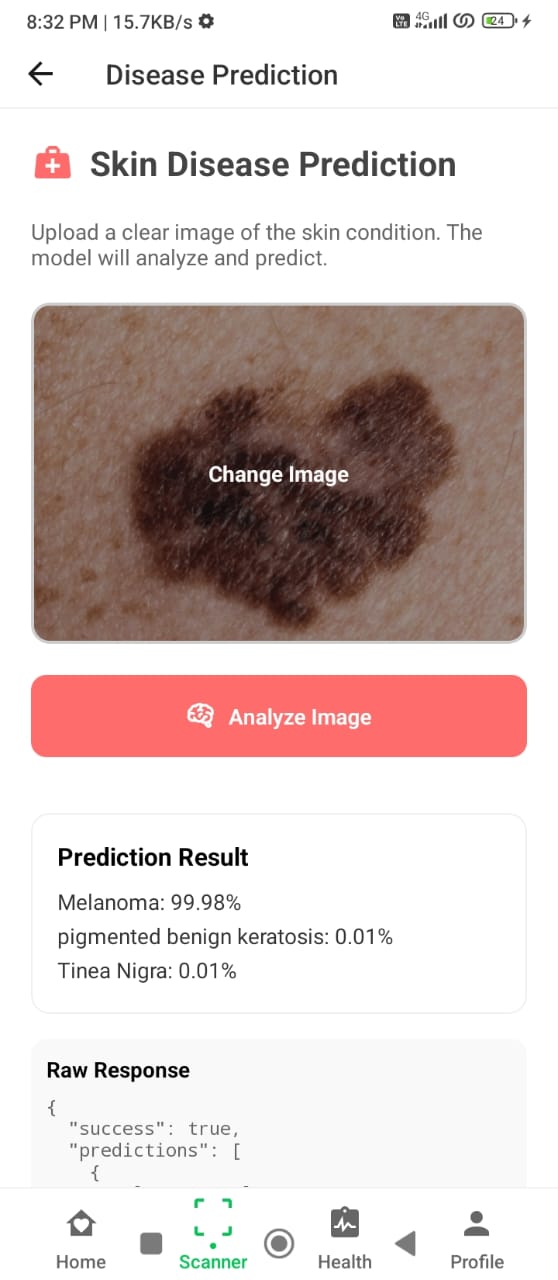 8:32 PM | 15.7KB/s
Vo LTE 4G 24
Disease Prediction
Skin Disease Prediction
Upload a clear image of the skin condition. The
model will analyze and predict.
Change Image
Analyze Image
Prediction Result
Melanoma: 99.98%
pigmented benign keratosis: 0.01%
Tinea Nigra: 0.01%
Raw Response
{
"success": true,
"predictions": [
{
Home
Scanner
Health
Profile